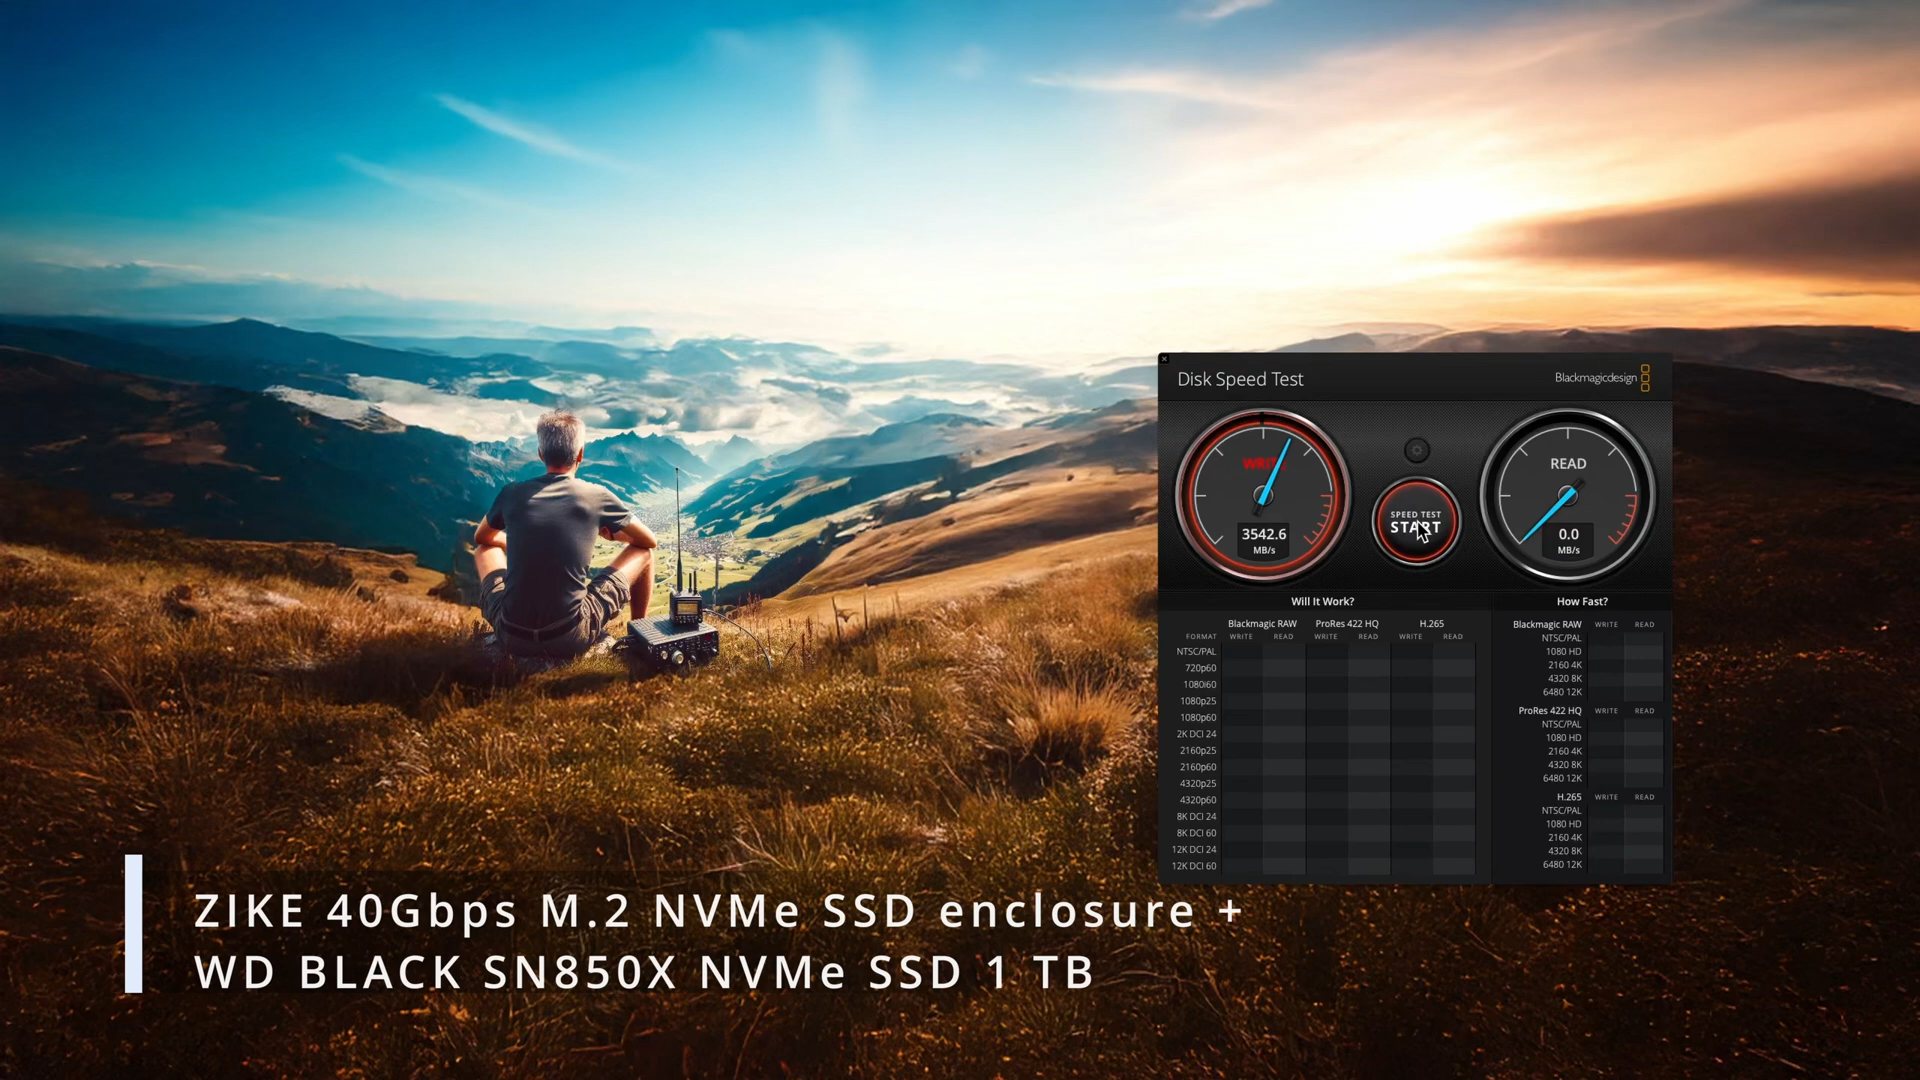 Disk Speed Test
Blackmagicdesign
WRITE
3542.6
MB/s
SPEED TEST
START
READ
0.0
MB/s
Will It Work?
Blackmagic RAW ProRes 422 HQ H.265
FORMAT WRITE READ WRITE READ WRITE READ
NTSC/PAL
720p60
1080i60
1080p25
1080p60
2K DCI 24
2160p25
2160p60
4320p25
4320p60
8K DCI 24
8K DCI 60
12K DCI 24
12K DCI 60
How Fast?
Blackmagic RAW WRITE READ
NTSC/PAL
1080 HD
2160 4K
4320 8K
6480 12K
ProRes 422 HQ WRITE READ
NTSC/PAL
1080 HD
2160 4K
4320 8K
6480 12K
H.265 WRITE READ
NTSC/PAL
1080 HD
2160 4K
4320 8K
6480 12K
ZIKE 40Gbps M.2 NVMe SSD enclosure +
WD BLACK SN850X NVMe SSD 1 TB